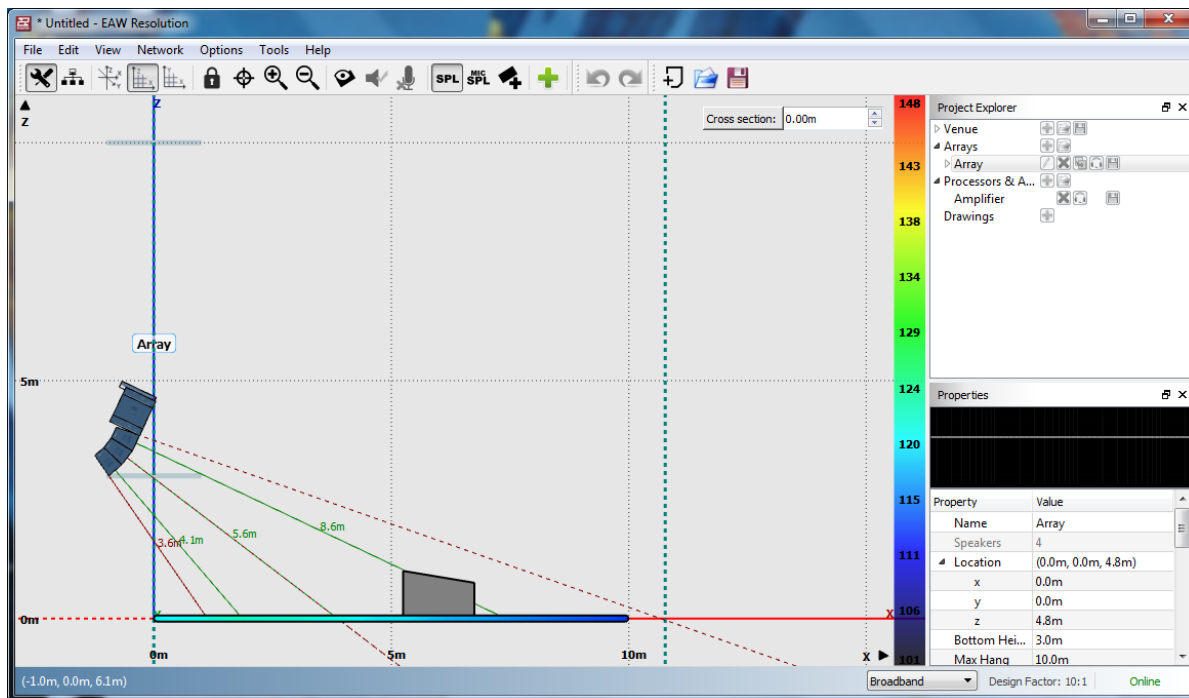 * Untitled - EAW Resolution
File Edit View Network Options Tools Help
SPL MIC SPL
Z
Z
Cross section: 0.00m
148
143
138
134
129
124
120
115
111
106
101
Array
5m
3.6m
4.1m
5.6m
8.6m
0m
Y
X
0m
5m
10m
X
Project Explorer
Venue
Arrays
Array
Processors & A...
Amplifier
Drawings
Properties
Property Value
Name Array
Speakers 4
Location (0.0m, 0.0m, 4.8m)
x 0.0m
y 0.0m
z 4.8m
Bottom Hei... 3.0m
Max Hang 10.0m
(-1.0m, 0.0m, 6.1m)
Broadband
Design Factor: 10:1
Online